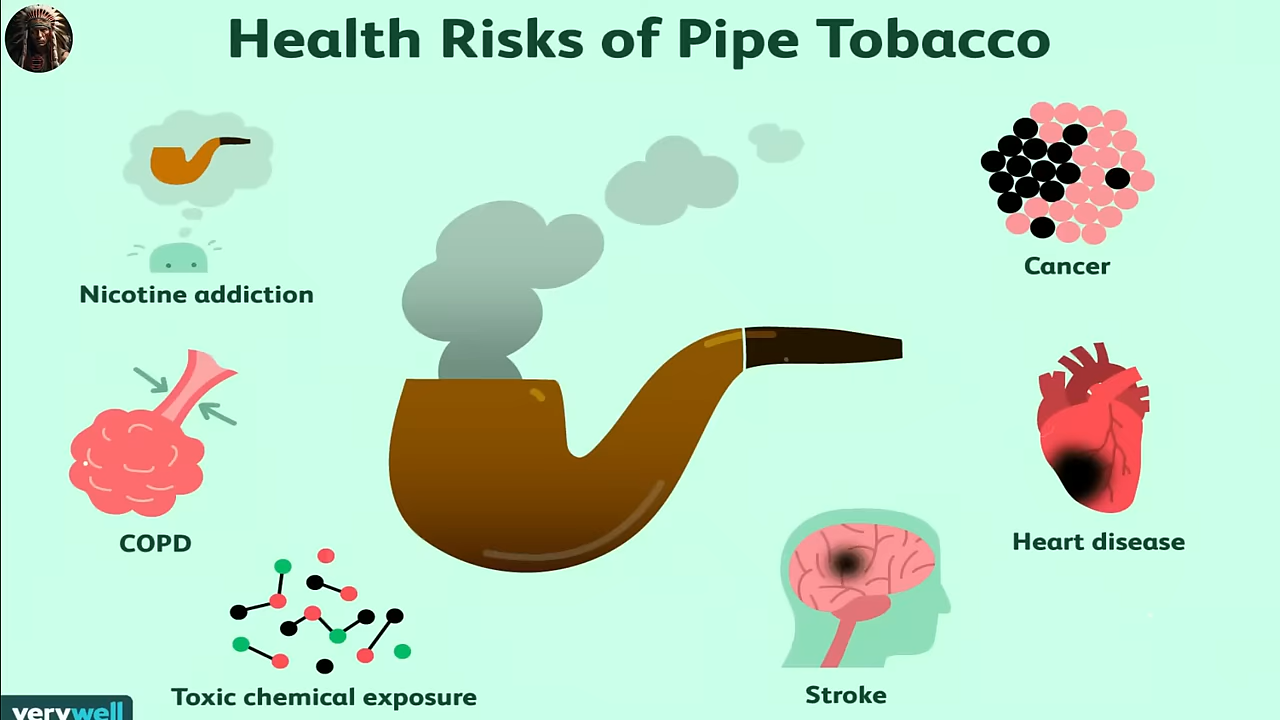 Health Risks of Pipe Tobacco
Nicotine addiction
Cancer
COPD
Heart disease
Toxic chemical exposure
Stroke
verywell